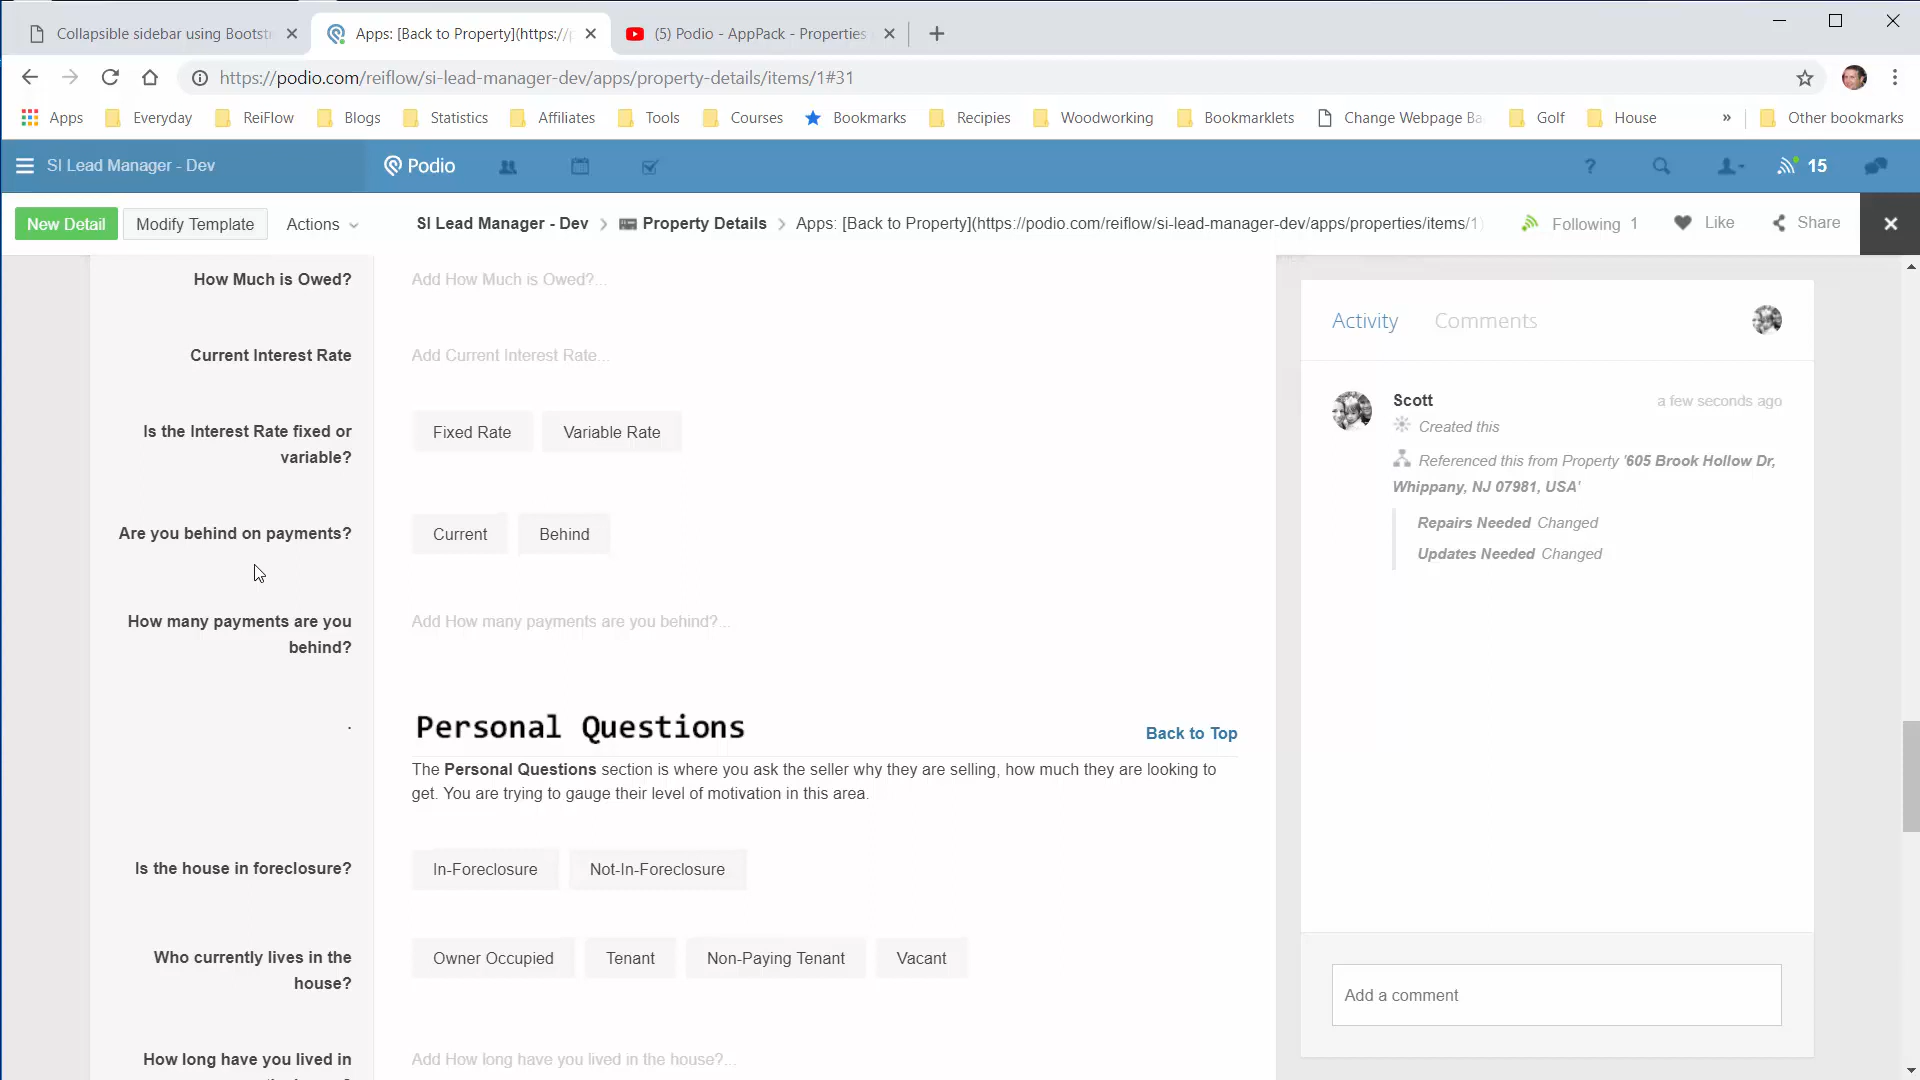 Collapsible sidebar using Bootst
Apps: [Back to Property](https://p
(5) Podio - AppPack - Properties
https://podio.com/reiflow/si-lead-manager-dev/apps/property-details/items/1#31
Apps Everyday ReiFlow Blogs Statistics Affiliates Tools Courses Bookmarks Recipies Woodworking Bookmarklets Change Webpage Ba Golf House » Other bookmarks
SI Lead Manager - Dev Podio ? 15
New Detail Modify Template Actions SI Lead Manager - Dev Property Details Apps: [Back to Property](https://podio.com/reiflow/si-lead-manager-dev/apps/properties/items/1) Following 1 Like Share
How Much is Owed? Add How Much is Owed?...
Current Interest Rate Add Current Interest Rate...
Is the Interest Rate fixed or
variable?
Fixed Rate Variable Rate
Are you behind on payments? Current Behind
How many payments are you
behind?
Add How many payments are you behind?...
.
Personal Questions Back to Top
The Personal Questions section is where you ask the seller why they are selling, how much they are looking to
get. You are trying to gauge their level of motivation in this area.
Is the house in foreclosure? In-Foreclosure Not-In-Foreclosure
Who currently lives in the
house?
Owner Occupied Tenant Non-Paying Tenant Vacant
How long have you lived in
Add How long have you lived in the house?...
Activity Comments
Scott a few seconds ago
Created this
Referenced this from Property '605 Brook Hollow Dr,
Whippany, NJ 07981, USA'
Repairs Needed Changed
Updates Needed Changed
Add a comment